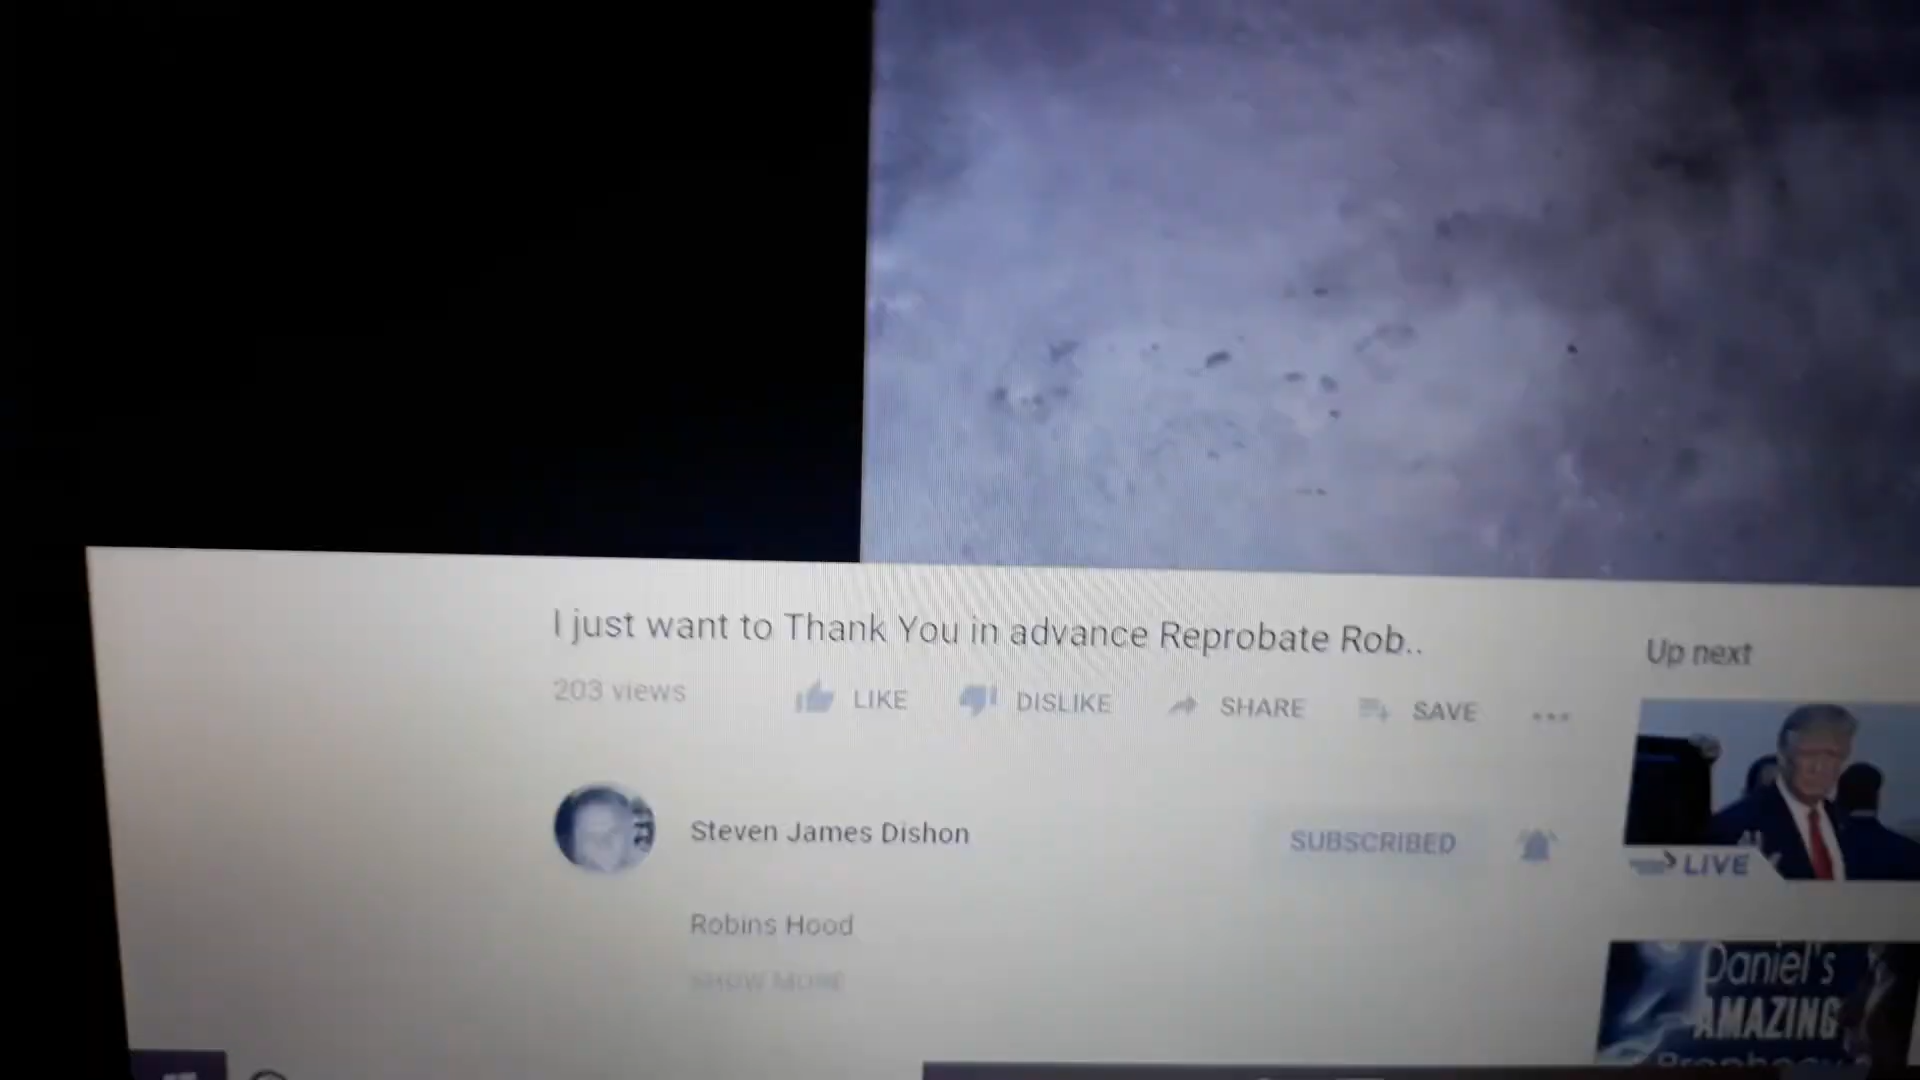 I just want to Thank You in advance Reprobate Rob..
203 views
LIKE
DISLIKE
SHARE
SAVE
Steven James Dishon
SUBSCRIBED
Robins Hood
SHOW MORE
Up next
LIVE
Daniel's
AMAZING